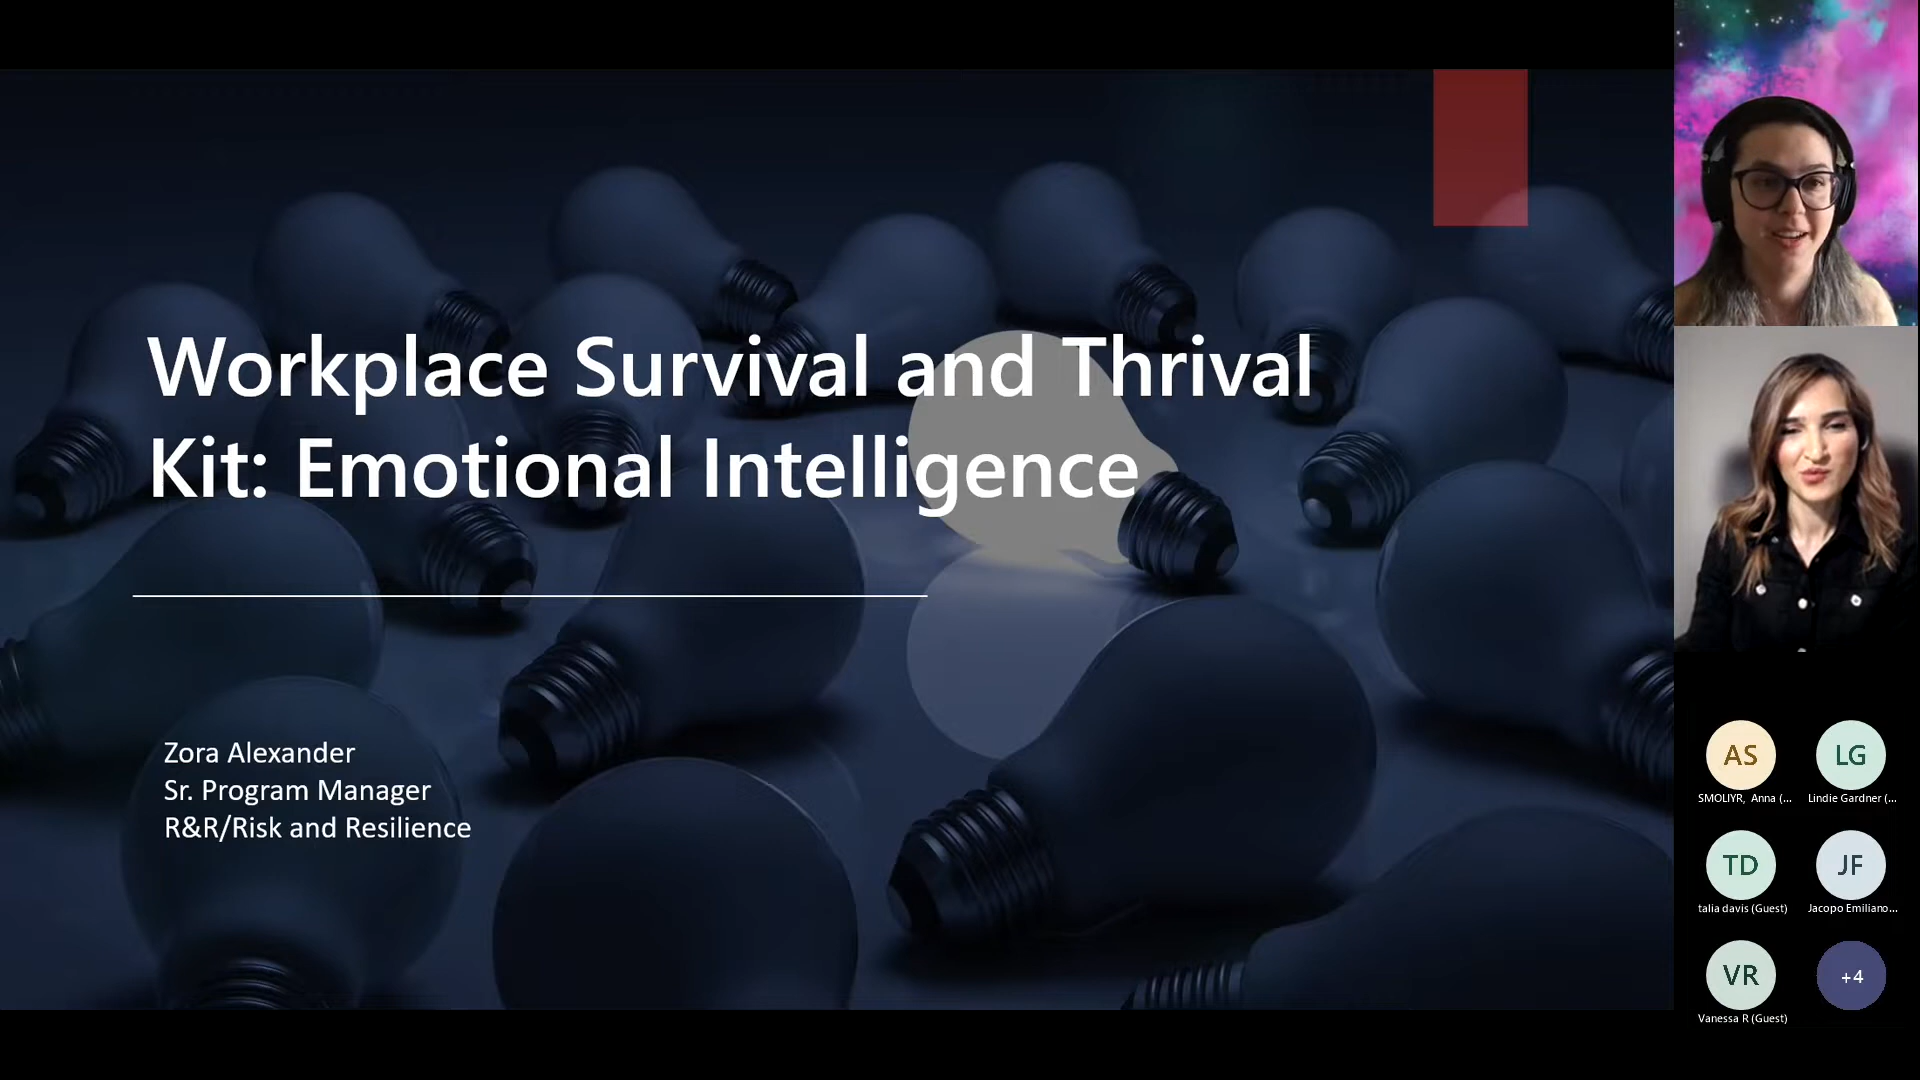 Workplace Survival and Thrival
Kit: Emotional Intelligence
Zora Alexander
Sr. Program Manager
R&R/Risk and Resilience
AS
SMOLIYR, Anna (...
LG
Lindie Gardner (...
TD
talia davis (Guest)
JF
Jacopo Emiliano...
VR
Vanessa R (Guest)
+4